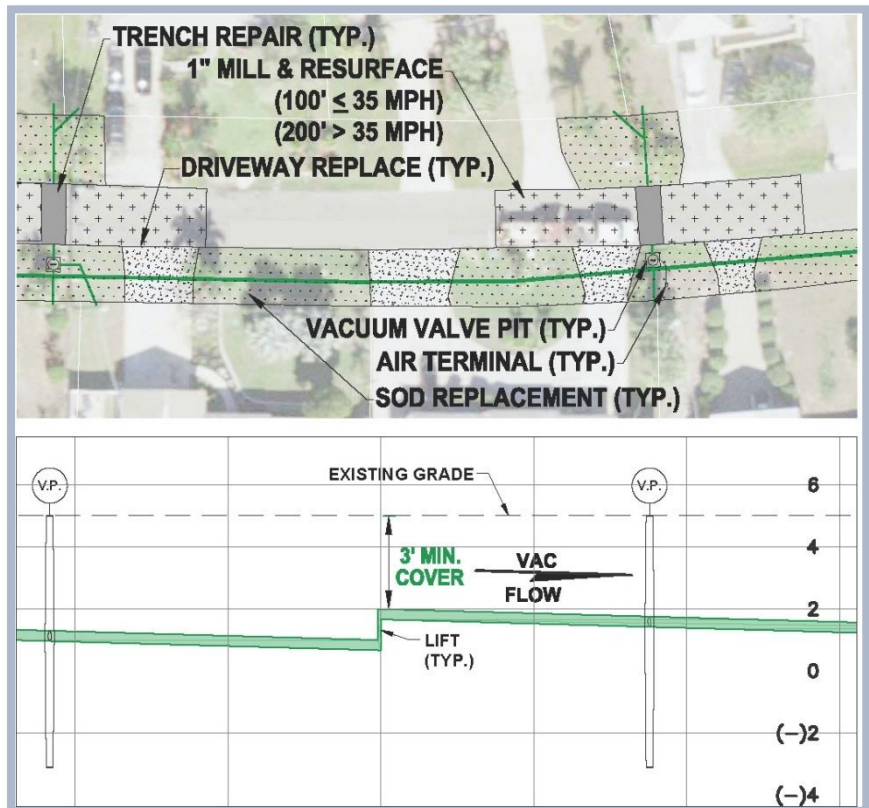 TRENCH REPAIR (TYP.)
1" MILL & RESURFACE
(100' ≤ 35 MPH)
(200' > 35 MPH)
DRIVEWAY REPLACE (TYP.)
VACUUM VALVE PIT (TYP.)
AIR TERMINAL (TYP.)
SOD REPLACEMENT (TYP.)
V.P.
EXISTING GRADE
V.P.
6
4
3' MIN.
COVER
VAC
FLOW
2
LIFT
(TYP.)
0
(−)2
(−)4